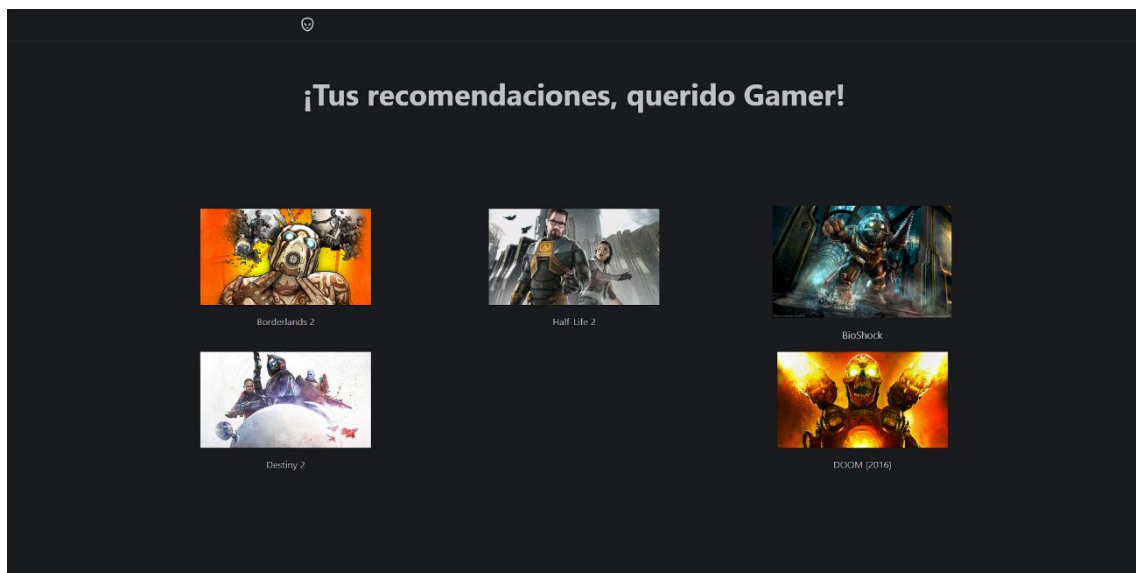 ¡Tus recomendaciones, querido Gamer!
Borderlands 2
Half-Life 2
BioShock
Destiny 2
DOOM (2016)